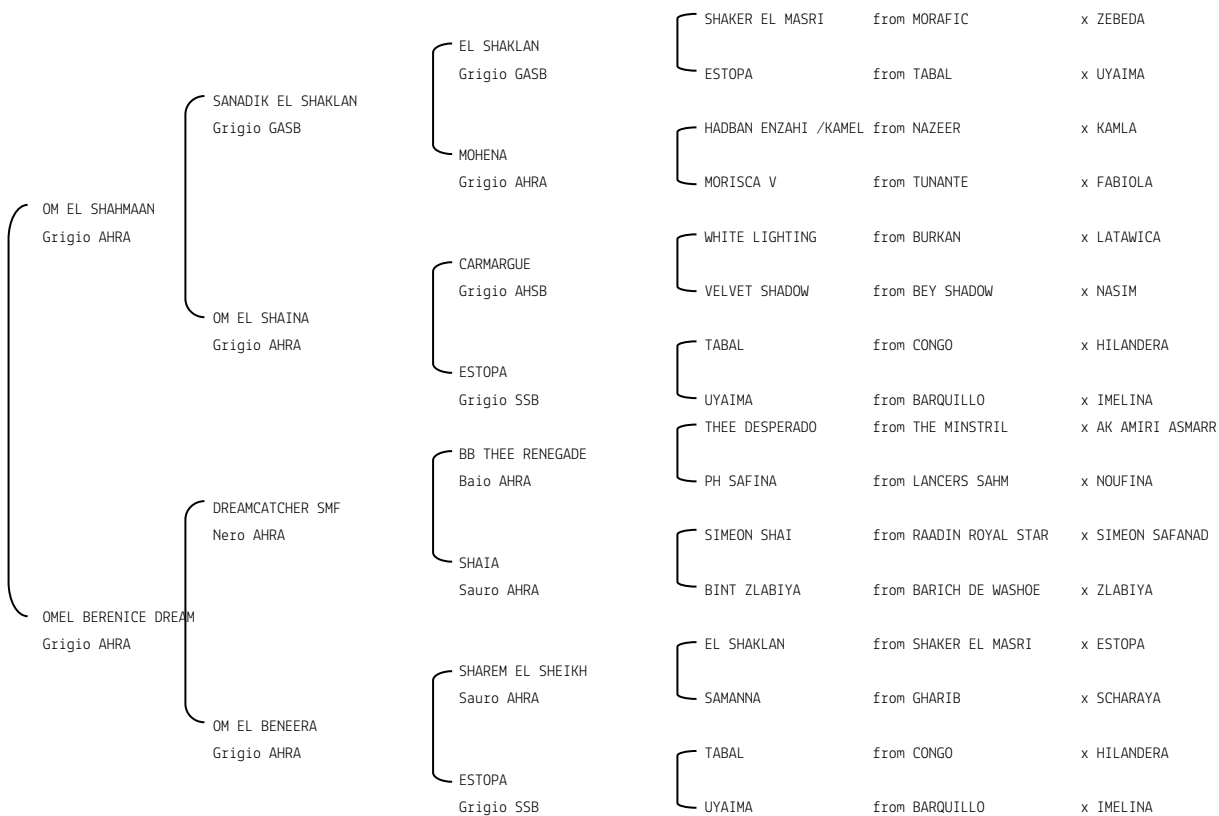 SHAKER EL MASRI from MORAFIC x ZEBEDA
EL SHAKLAN
Grigio GASB
ESTOPA from TABAL x UYAIMA
SANADIK EL SHAKLAN
Grigio GASB
HADBAN ENZAHI /KAMEL from NAZEER x KAMLA
MOHENA
Grigio AHRA
MORISCA V from TUNANTE x FABIOLA
OM EL SHAHMAAN
Grigio AHRA
WHITE LIGHTING from BURKAN x LATAWICA
CARMARGUE
Grigio AHSB
VELVET SHADOW from BEY SHADOW x NASIM
OM EL SHAINA
Grigio AHRA
TABAL from CONGO x HILANDERA
ESTOPA
Grigio SSB
UYAIMA from BARQUILLO x IMELINA
THEE DESPERADO from THE MINSTRIL x AK AMIRI ASMARR
BB THEE RENEGADE
Baio AHRA
PH SAFINA from LANCERS SAHM x NOUFINA
DREAMCATCHER SMF
Nero AHRA
SIMEON SHAI from RAADIN ROYAL STAR x SIMEON SAFANAD
SHAIA
Sauro AHRA
BINT ZLABIYA from BARICH DE WASHOE x ZLABIYA
OMEL BERENICE DREAM
Grigio AHRA
EL SHAKLAN from SHAKER EL MASRI x ESTOPA
SHAREM EL SHEIKH
Sauro AHRA
SAMANNA from GHARIB x SCHARAYA
OM EL BENEERA
Grigio AHRA
TABAL from CONGO x HILANDERA
ESTOPA
Grigio SSB
UYAIMA from BARQUILLO x IMELINA